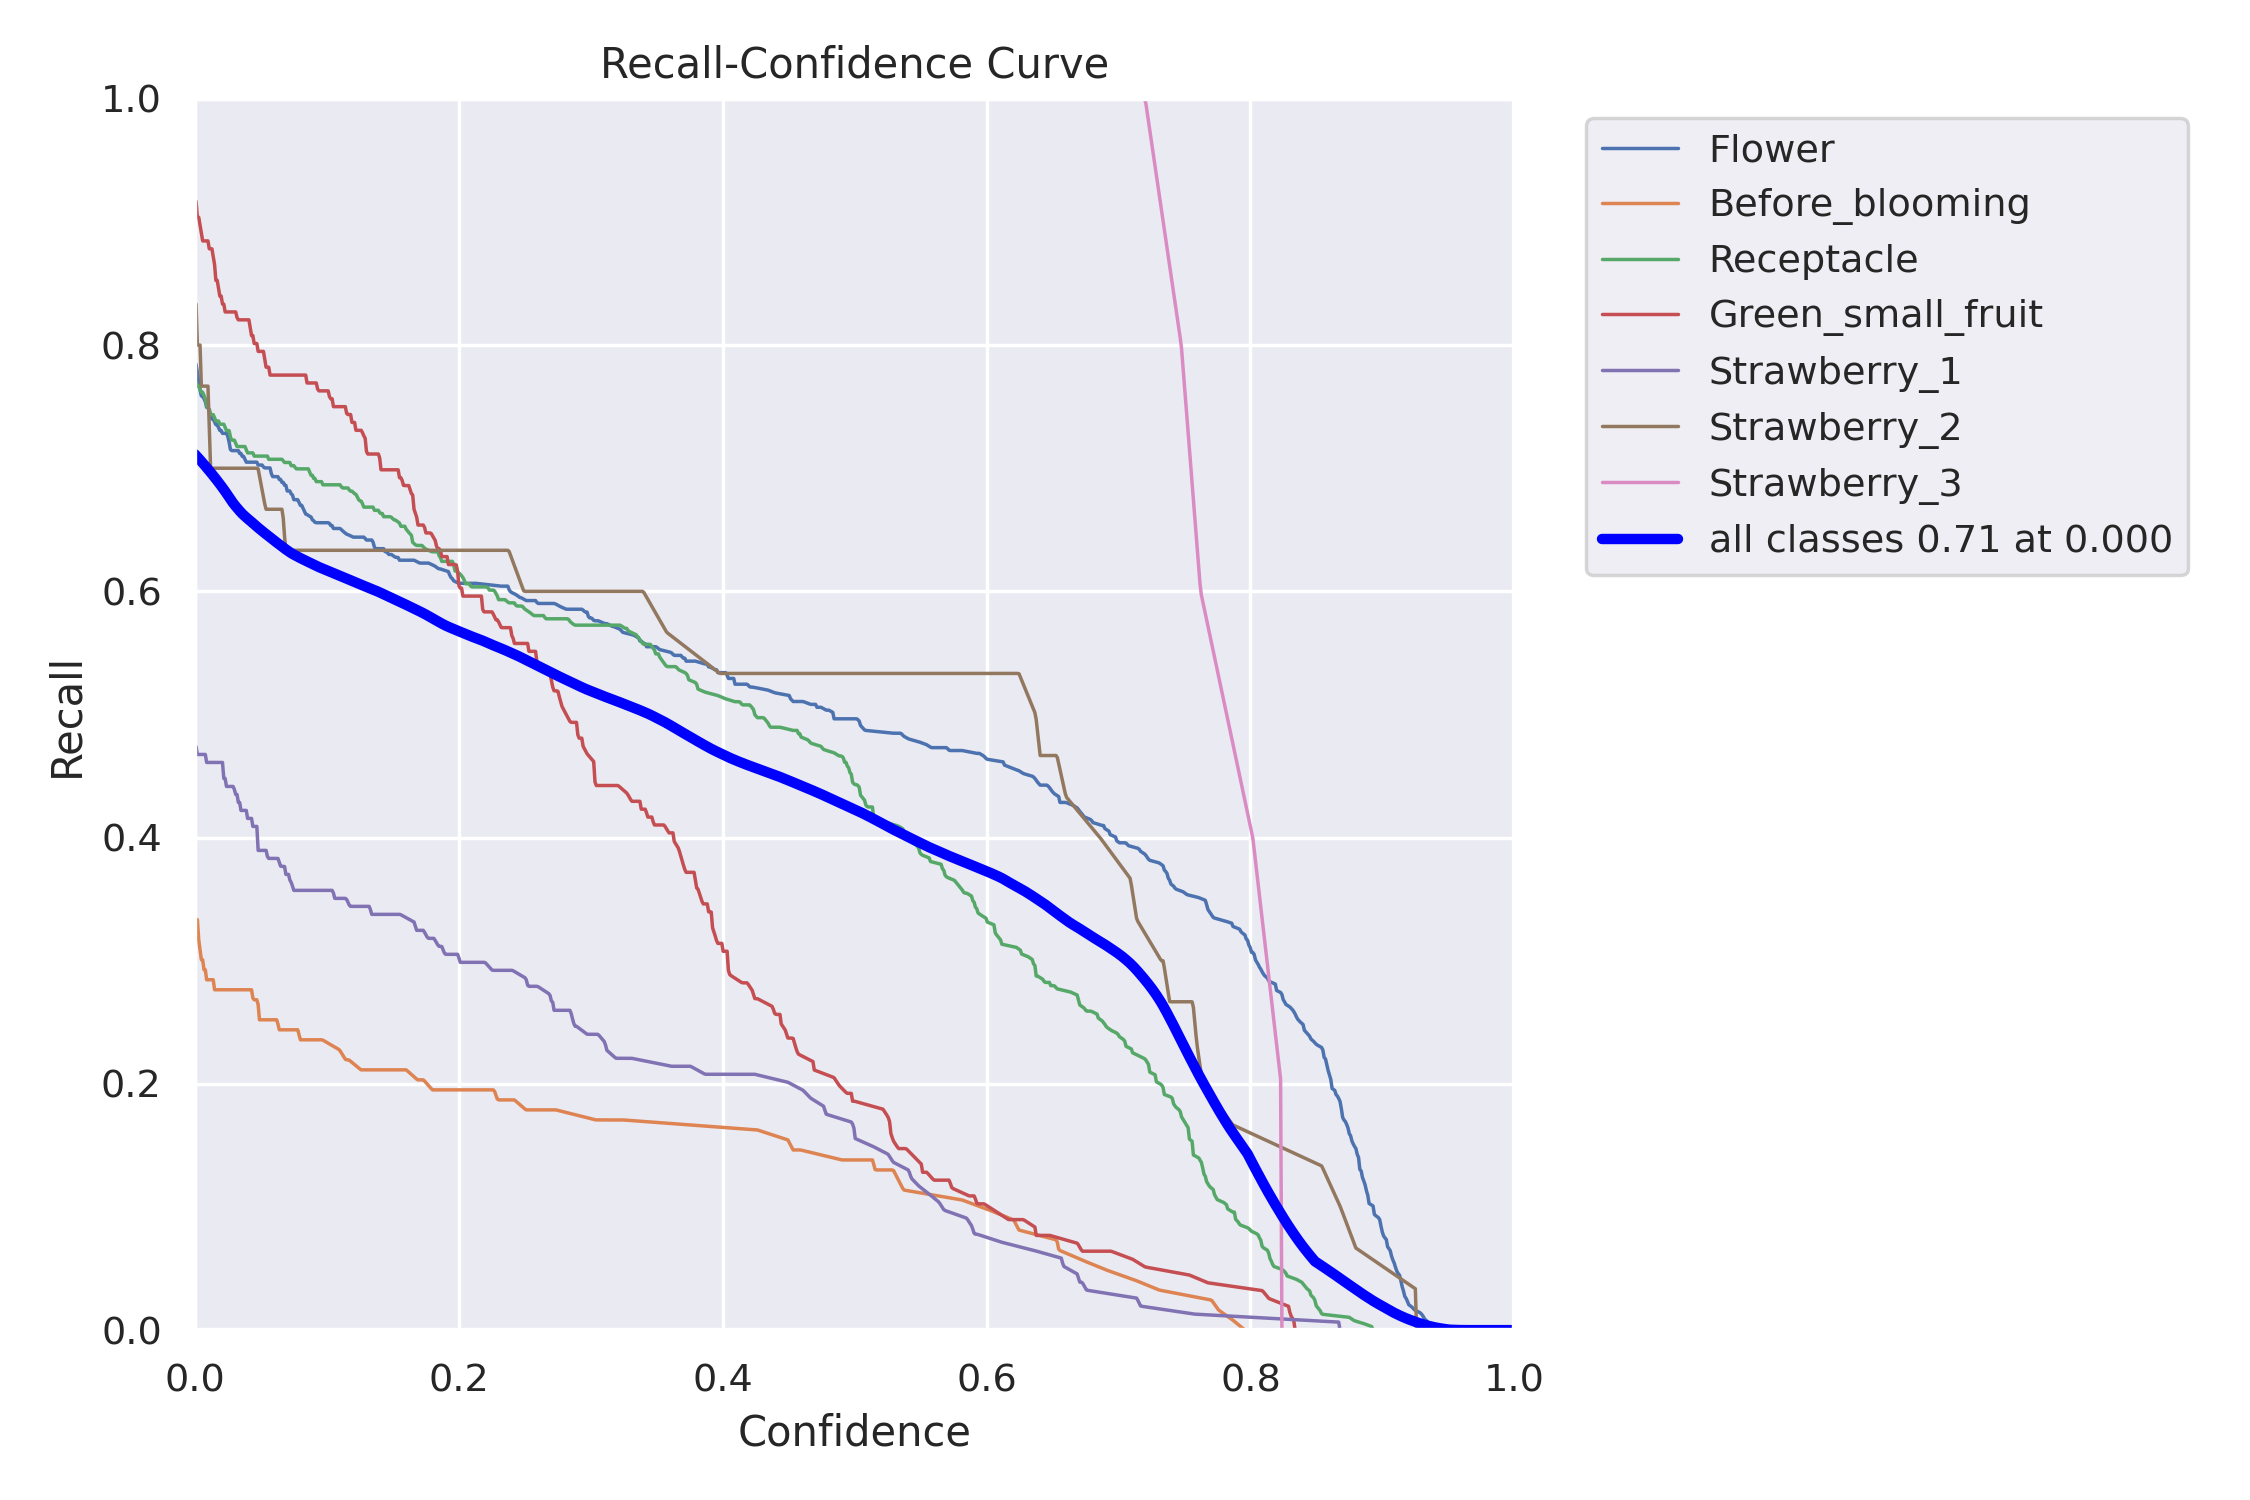 Recall-Confidence Curve
1.0
0.8
0.6
0.4
0.2
0.0
Recall
0.0 0.2 0.4 0.6 0.8 1.0
Confidence
Flower
Before_blooming
Receptacle
Green_small_fruit
Strawberry_1
Strawberry_2
Strawberry_3
all classes 0.71 at 0.000